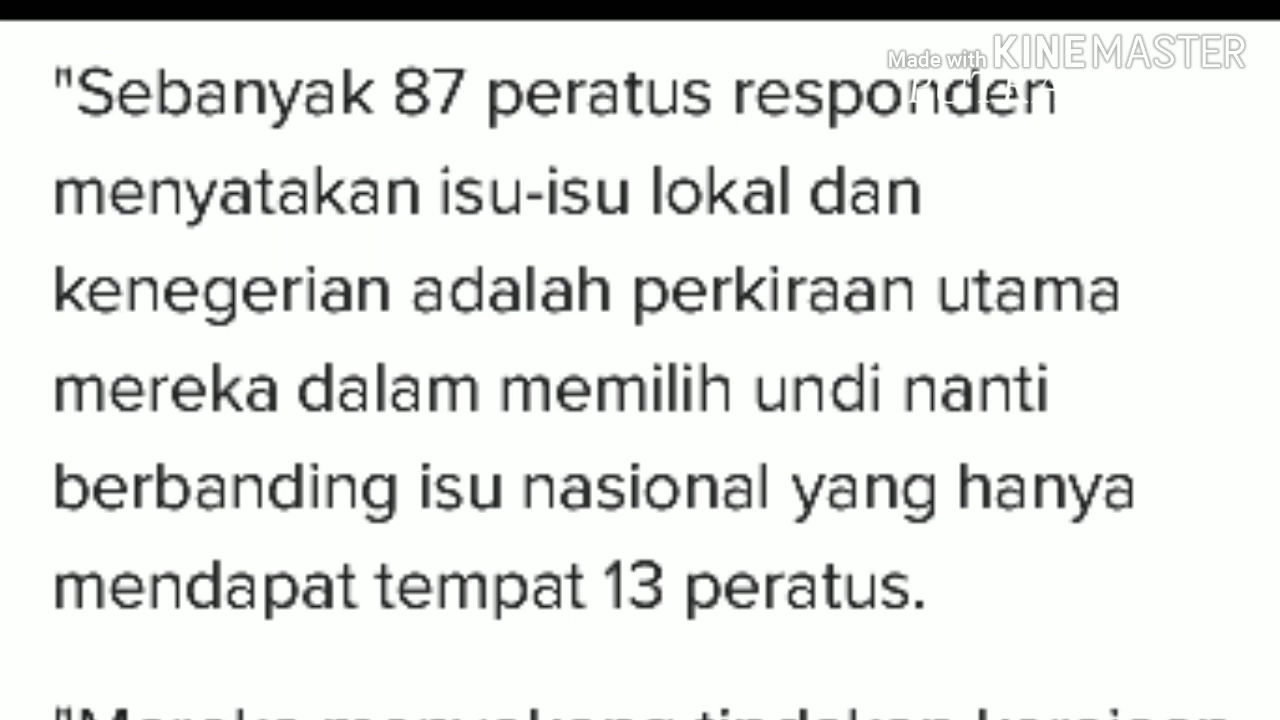 Made with KINEMASTER
"Sebanyak 87 peratus responden
menyatakan isu-isu lokal dan
kenegerian adalah perkiraan utama
mereka dalam memilih undi nanti
berbanding isu nasional yang hanya
mendapat tempat 13 peratus.